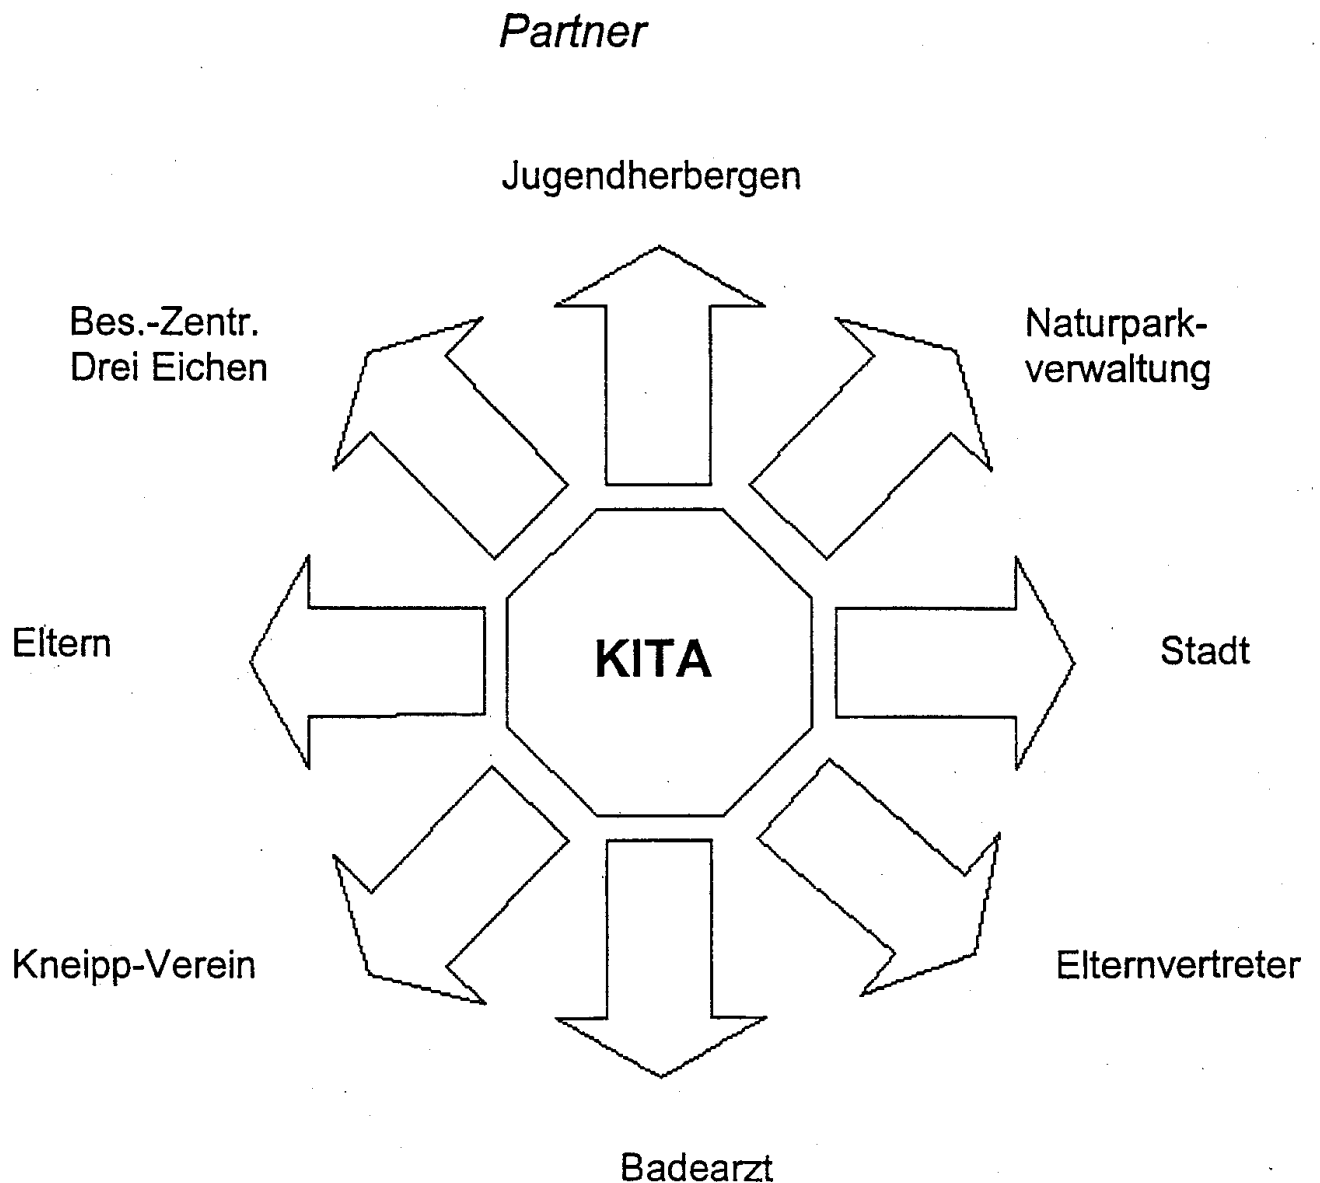 Partner
Jugendherbergen
Bes.-Zentr.
Drei Eichen
Naturpark-
verwaltung
Eltern
KITA
Stadt
Kneipp-Verein
Elternvertreter
Badearzt